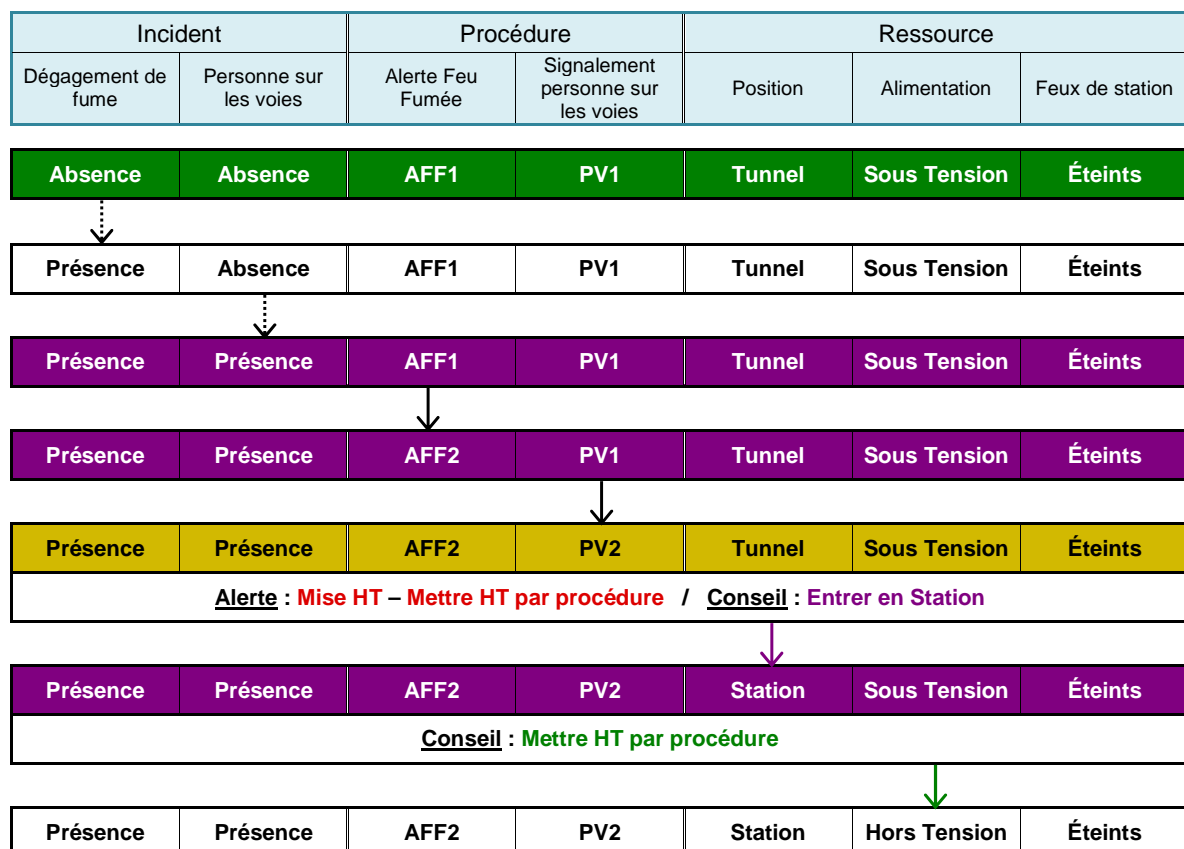 Incident Procédure Ressource
Dégagement de fume Personne sur les voies Alerte Feu Fumée Signalement personne sur les voies Position Alimentation Feux de station
Absence Absence AFF1 PV1 Tunnel Sous Tension Éteints
Présence Absence AFF1 PV1 Tunnel Sous Tension Éteints
Présence Présence AFF1 PV1 Tunnel Sous Tension Éteints
Présence Présence AFF2 PV1 Tunnel Sous Tension Éteints
Présence Présence AFF2 PV2 Tunnel Sous Tension Éteints
Alerte : Mise HT – Mettre HT par procédure / Conseil : Entrer en Station
Présence Présence AFF2 PV2 Station Sous Tension Éteints
Conseil : Mettre HT par procédure
Présence Présence AFF2 PV2 Station Hors Tension Éteints